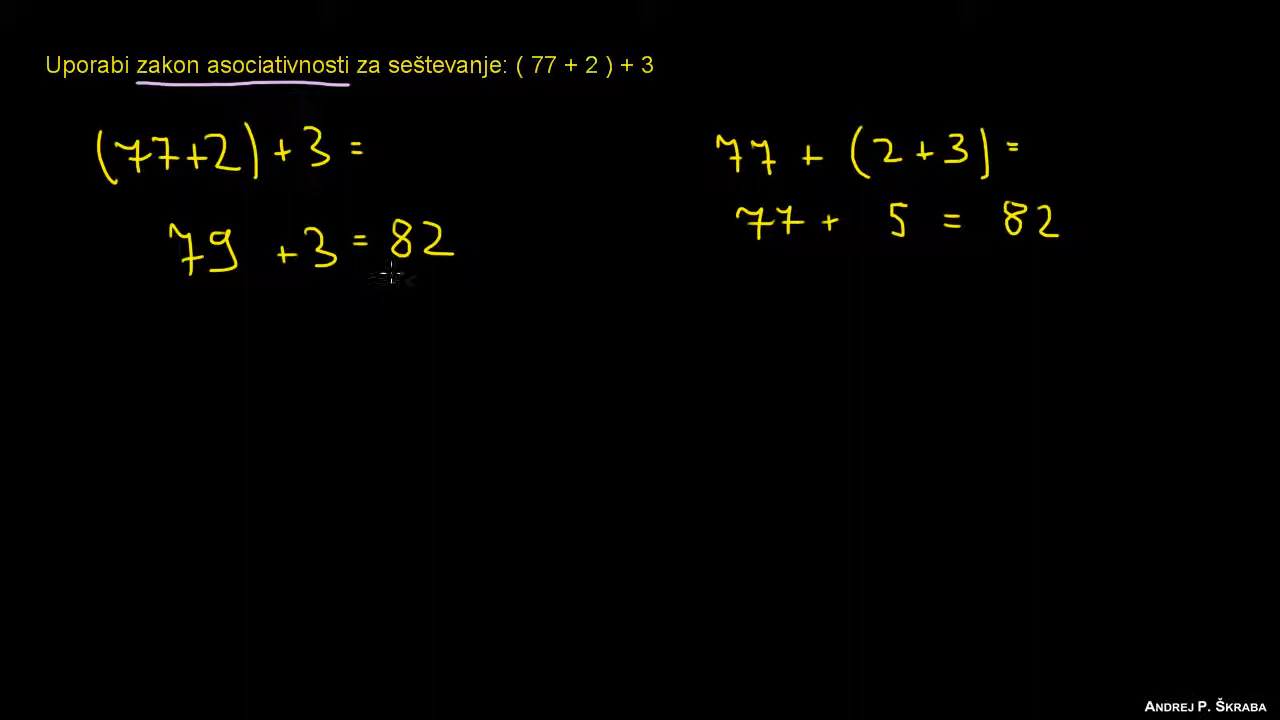 Uporabi zakon asociativnosti za seštevanje: ( 77 + 2 ) + 3
(77+2) + 3 =
79 + 3 = 82
77 + (2 + 3) =
77 + 5 = 82
ANDREJ P. ŠKRABA